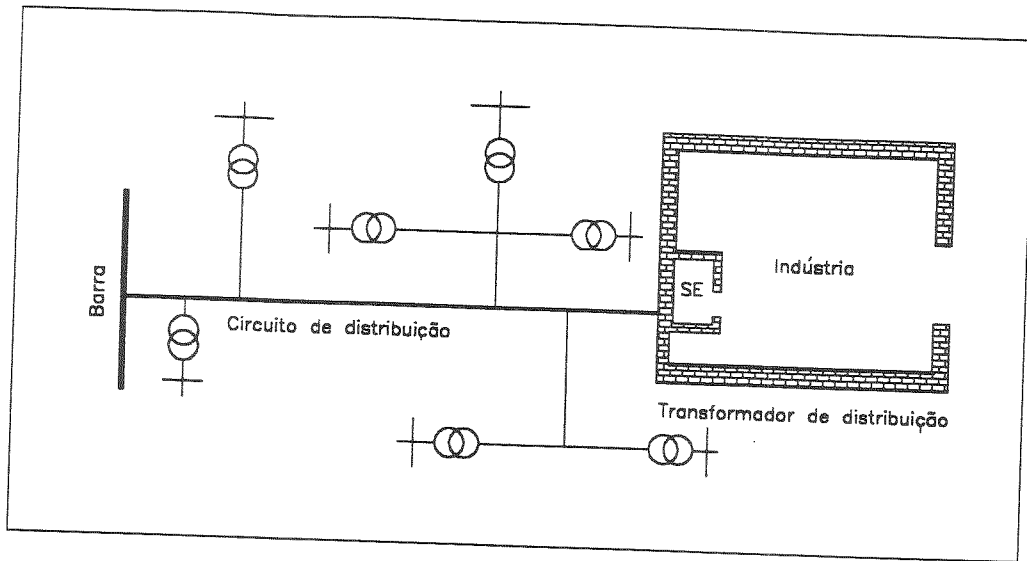 Barra
Circuito de distribuição
SE
Indústria
Transformador de distribuição